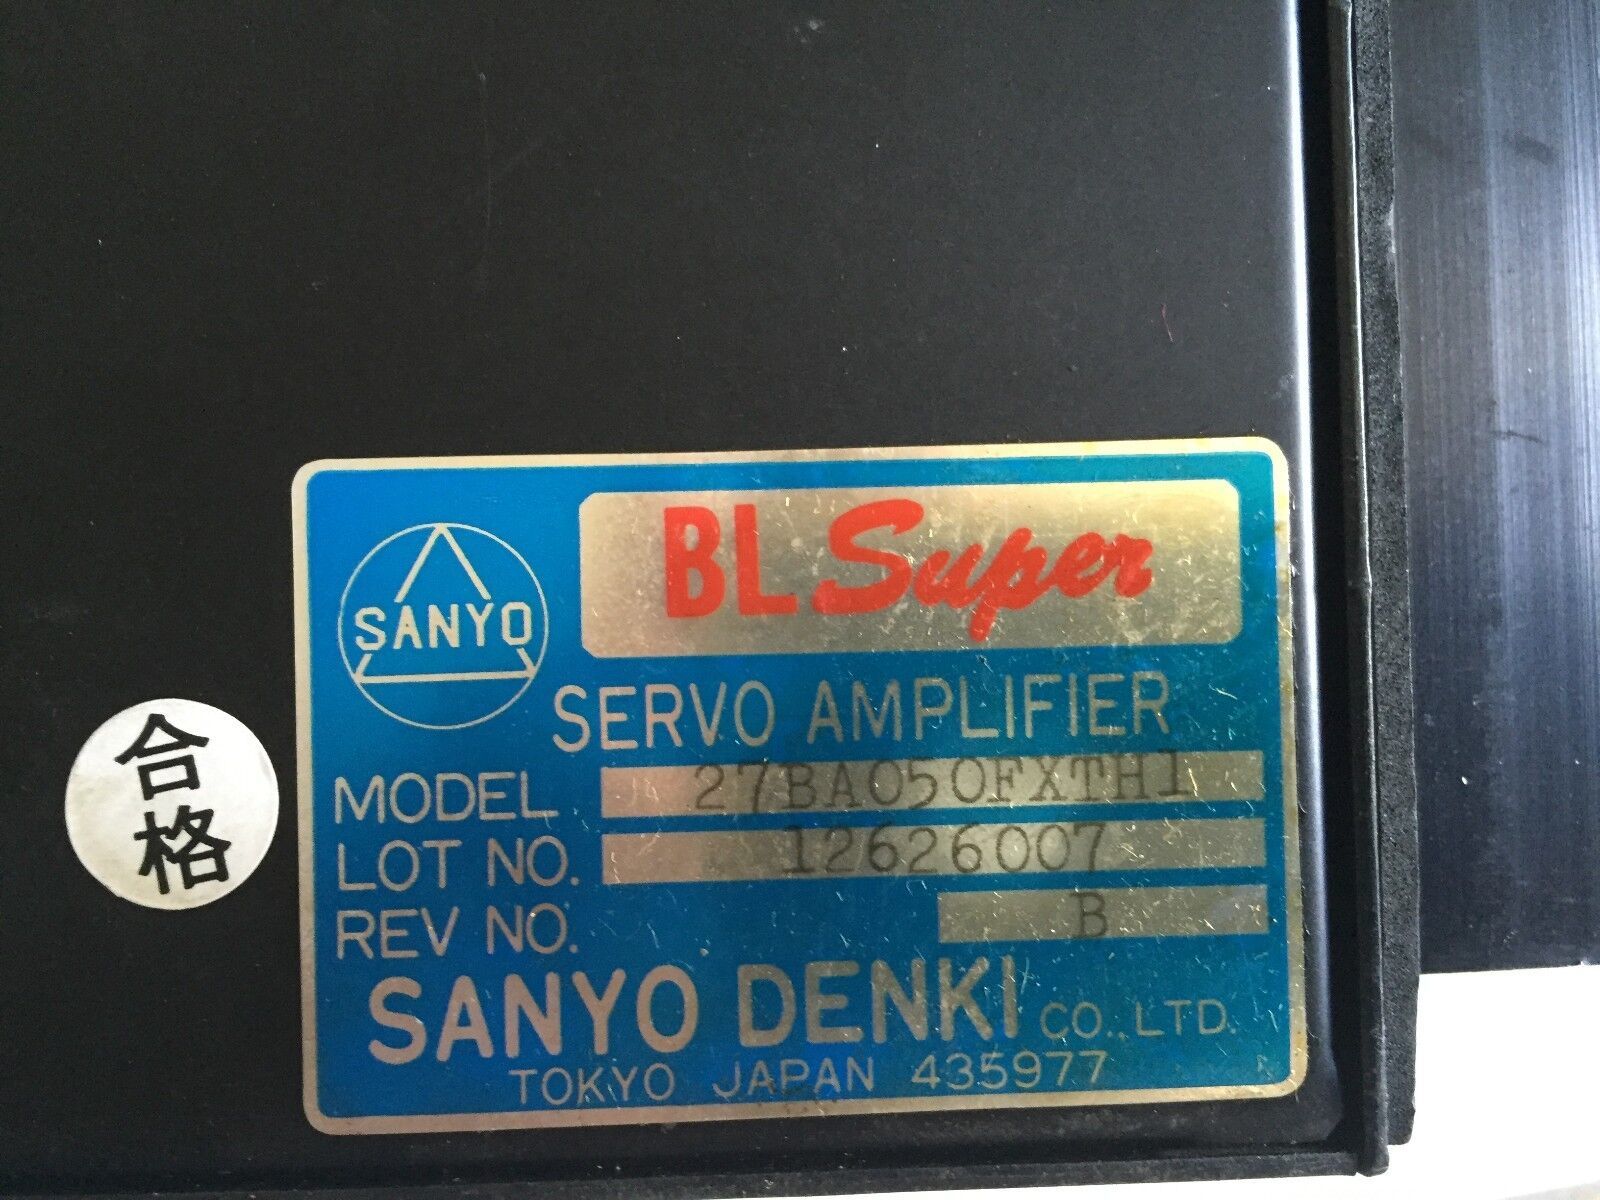 BL Super
SANYO
SERVO AMPLIFIER
MODEL 27BA050FXTH1
LOT NO. 12626007
REV NO. B
SANYO DENKI CO., LTD.
TOKYO JAPAN 435977
合格